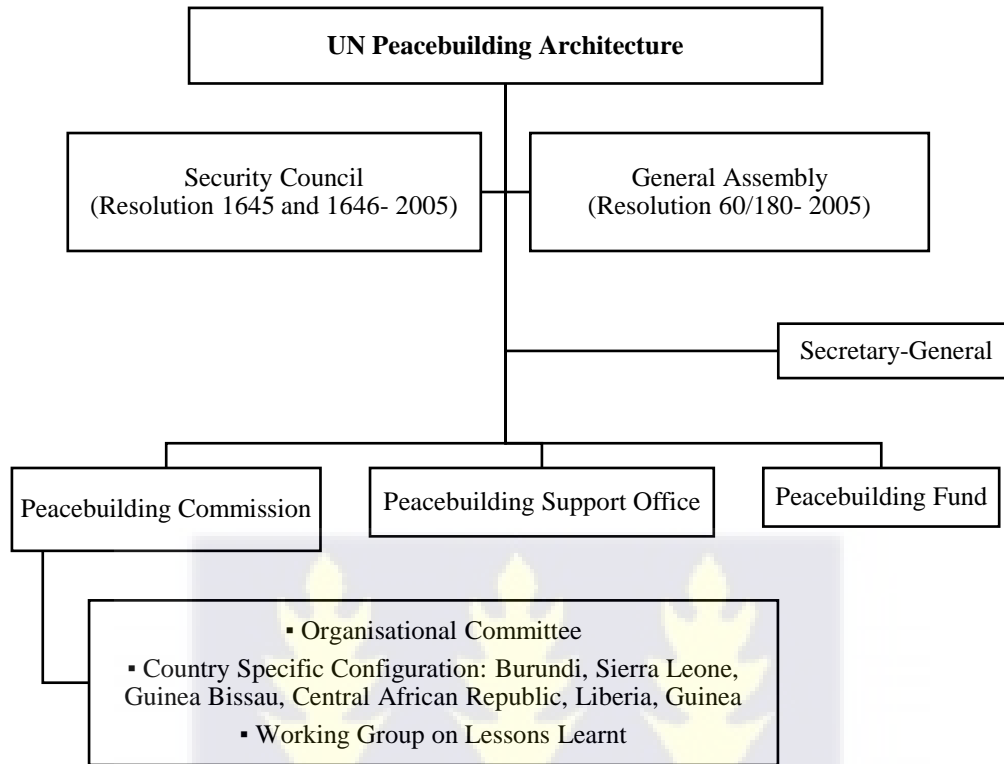 UN Peacebuilding Architecture
Security Council
(Resolution 1645 and 1646- 2005)
General Assembly
(Resolution 60/180- 2005)
Secretary-General
Peacebuilding Commission
Peacebuilding Support Office
Peacebuilding Fund
▪ Organisational Committee
▪ Country Specific Configuration: Burundi, Sierra Leone,
Guinea Bissau, Central African Republic, Liberia, Guinea
▪ Working Group on Lessons Learnt